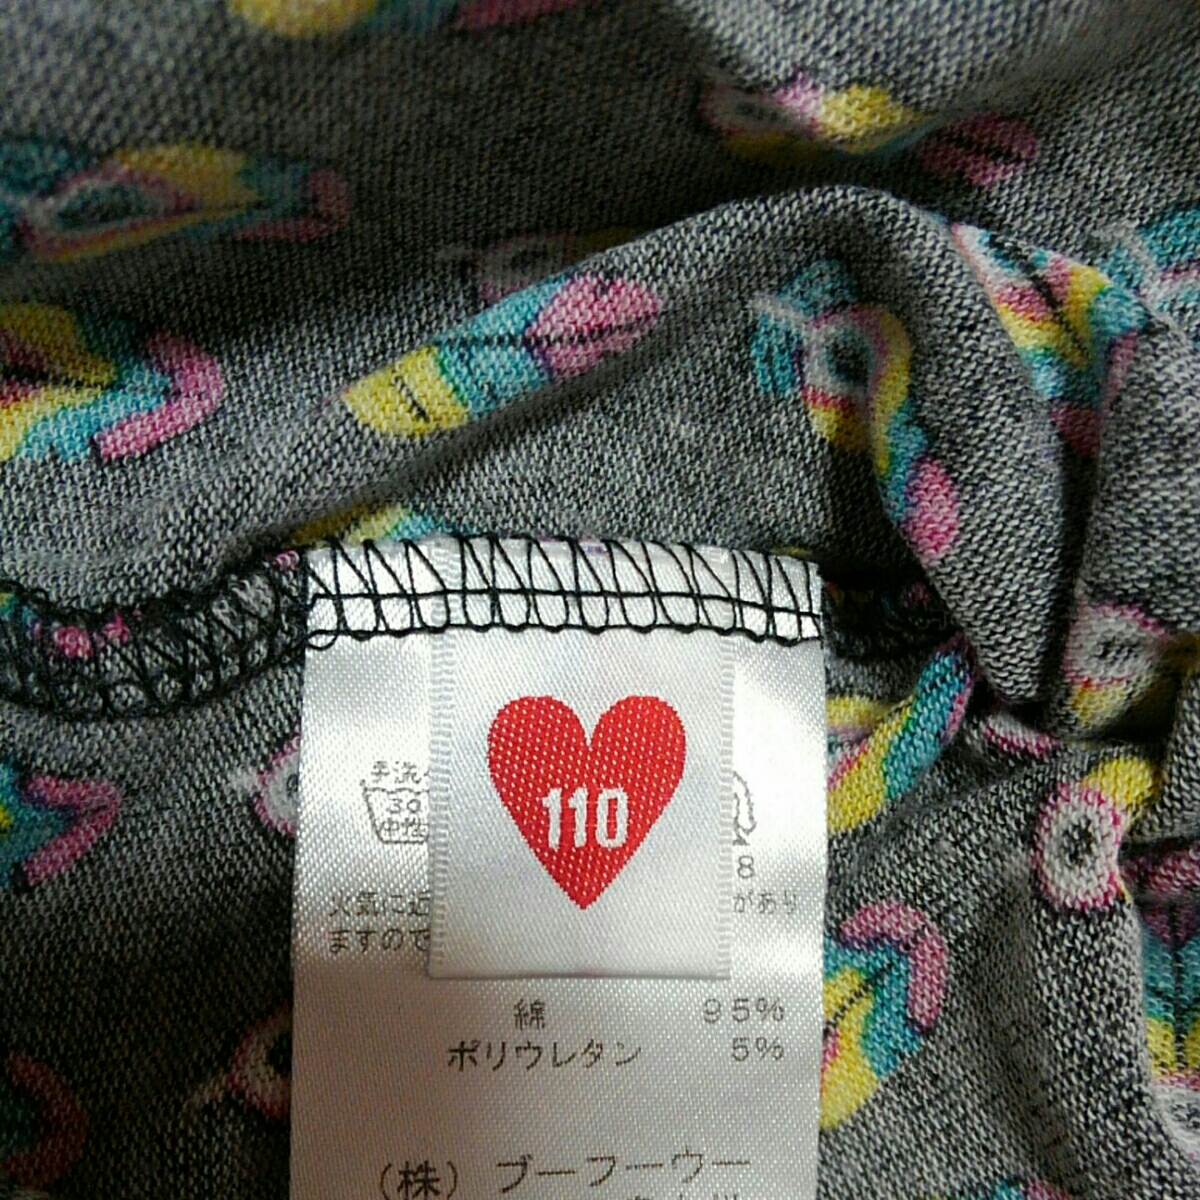 手洗イ
30
中性
110
8
火気に近
があり
ますので
綿 95%
ポリウレタン 5%
(株) ブーフーウー